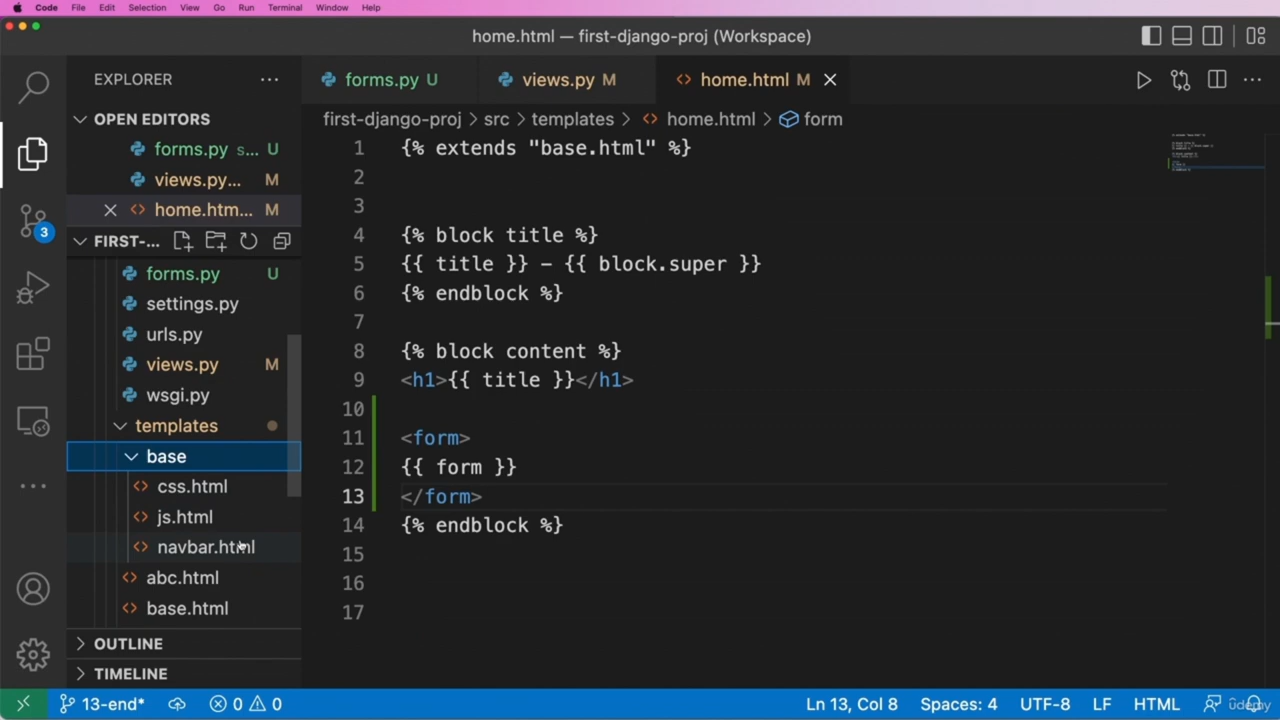 Code File Edit Selection View Go Run Terminal Window Help
home.html — first-django-proj (Workspace)
EXPLORER
forms.py U
views.py M
home.html M
OPEN EDITORS
first-django-proj > src > templates > home.html > form
forms.py s... U
views.py... M
home.htm... M
FIRST-...
forms.py U
settings.py
urls.py
views.py M
wsgi.py
templates
base
css.html
js.html
navbar.html
abc.html
base.html
OUTLINE
TIMELINE
1 {% extends "base.html" %}
2
3
4 {% block title %}
5 {{ title }} - {{ block.super }}
6 {% endblock %}
7
8 {% block content %}
9 <h1>{{ title }}</h1>
10
11 <form>
12 {{ form }}
13 </form>
14 {% endblock %}
15
16
17
3
13-end* 0 0 Ln 13, Col 8 Spaces: 4 UTF-8 LF HTML
udemy